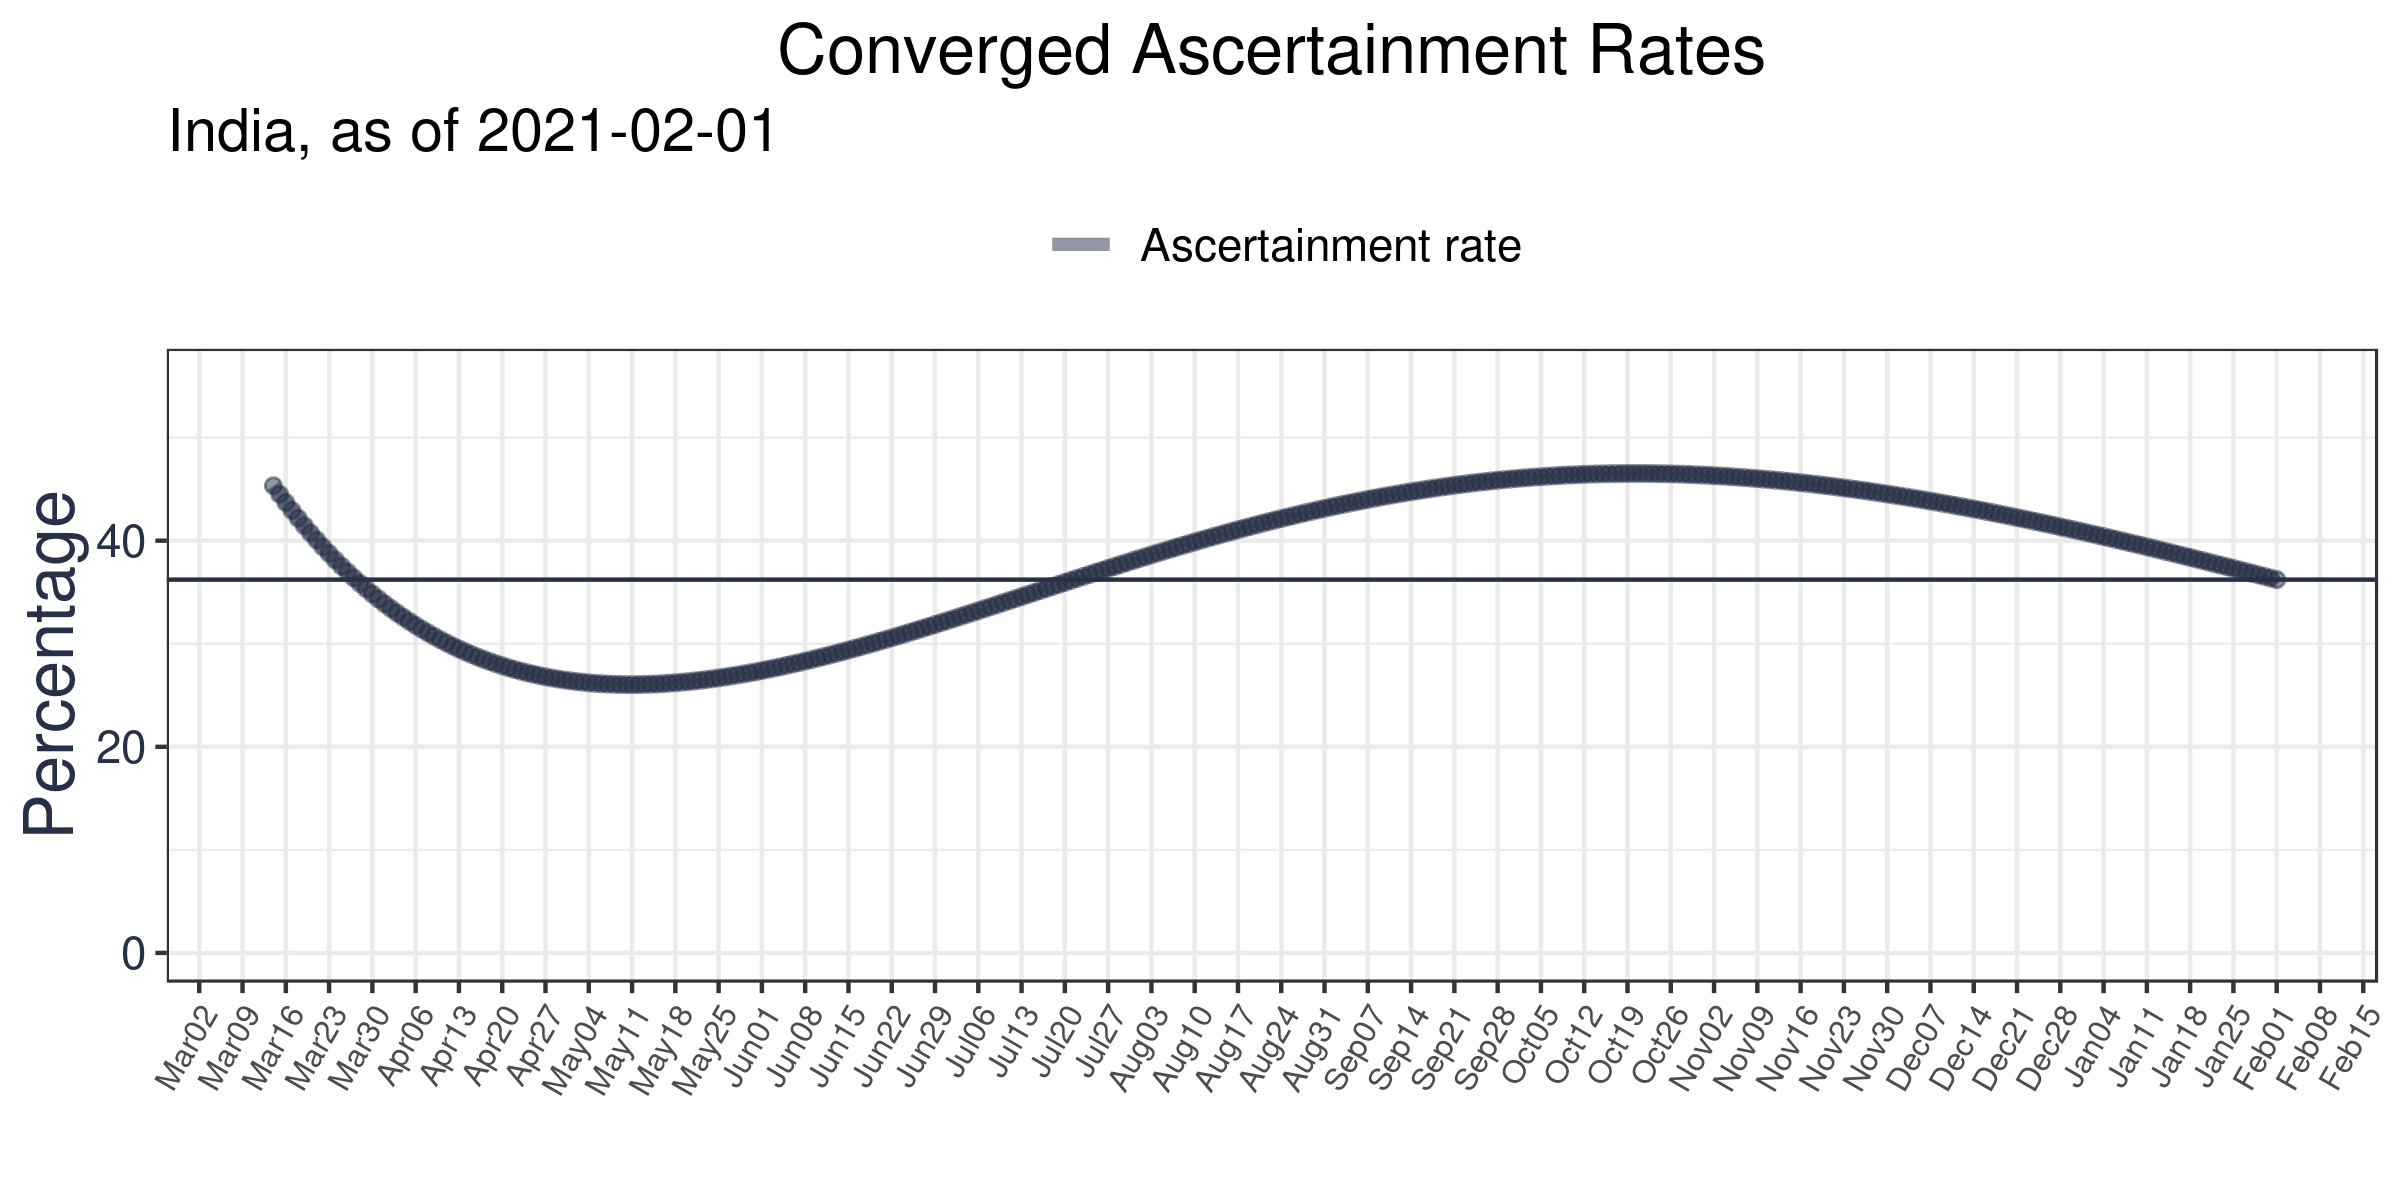 Converged Ascertainment Rates
India, as of 2021-02-01
Ascertainment rate
Percentage
40
20
0
Mar02
Mar09
Mar16
Mar23
Mar30
Apr06
Apr13
Apr20
Apr27
May04
May11
May18
May25
Jun01
Jun08
Jun15
Jun22
Jun29
Jul06
Jul13
Jul20
Jul27
Aug03
Aug10
Aug17
Aug24
Aug31
Sep07
Sep14
Sep21
Sep28
Oct05
Oct12
Oct19
Oct26
Nov02
Nov09
Nov16
Nov23
Nov30
Dec07
Dec14
Dec21
Dec28
Jan04
Jan11
Jan18
Jan25
Feb01
Feb08
Feb15